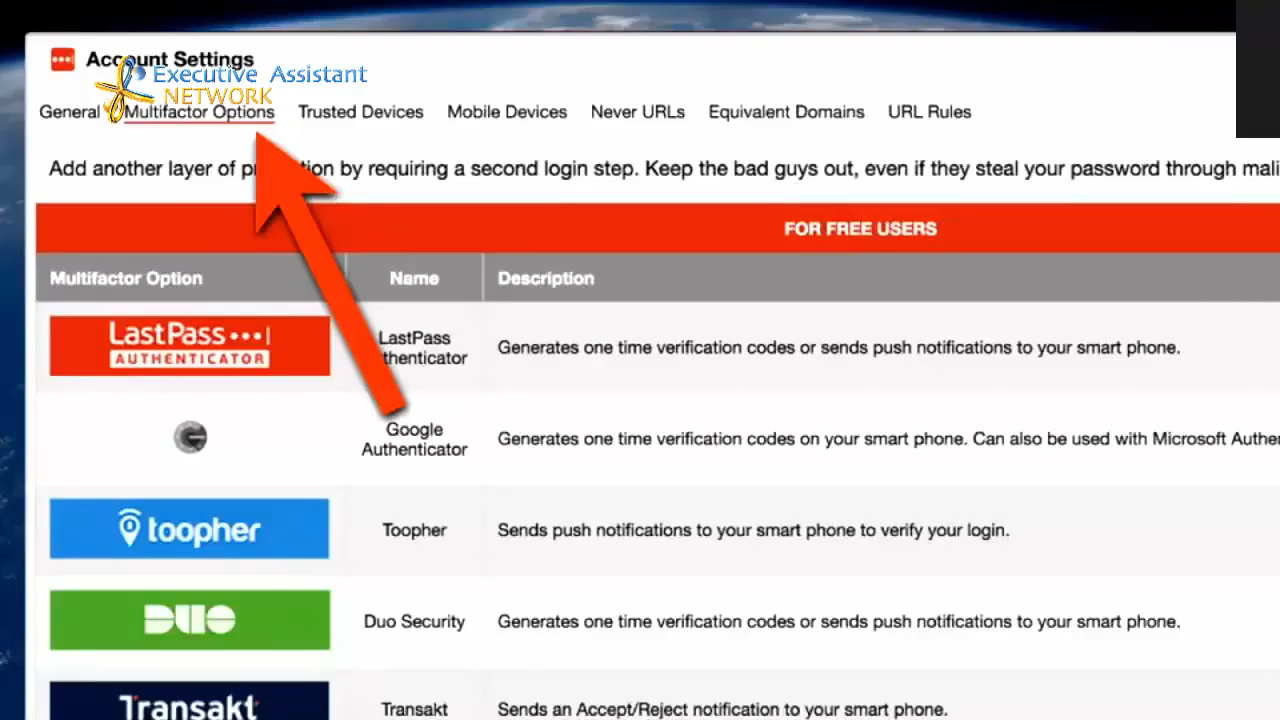 Account Settings
Executive Assistant
NETWORK
General Multifactor Options Trusted Devices Mobile Devices Never URLs Equivalent Domains URL Rules
Add another layer of by requiring a second login step. Keep the bad guys out, even if they steal your password through
FOR FREE USERS
Multifactor Option Name Description
LastPass •••|
AUTHENTICATOR
LastPass
Authenticator
Generates one time verification codes or sends push notifications to your smart phone.
Google
Authenticator
Generates one time verification codes on your smart phone. Can also be used with Microsoft
toopher
Toopher
Sends push notifications to your smart phone to verify your login.
DUO
Duo Security
Generates one time verification codes or sends push notifications to your smart phone.
Transakt
Transakt
Sends an Accept/Reject notification to your smart phone.